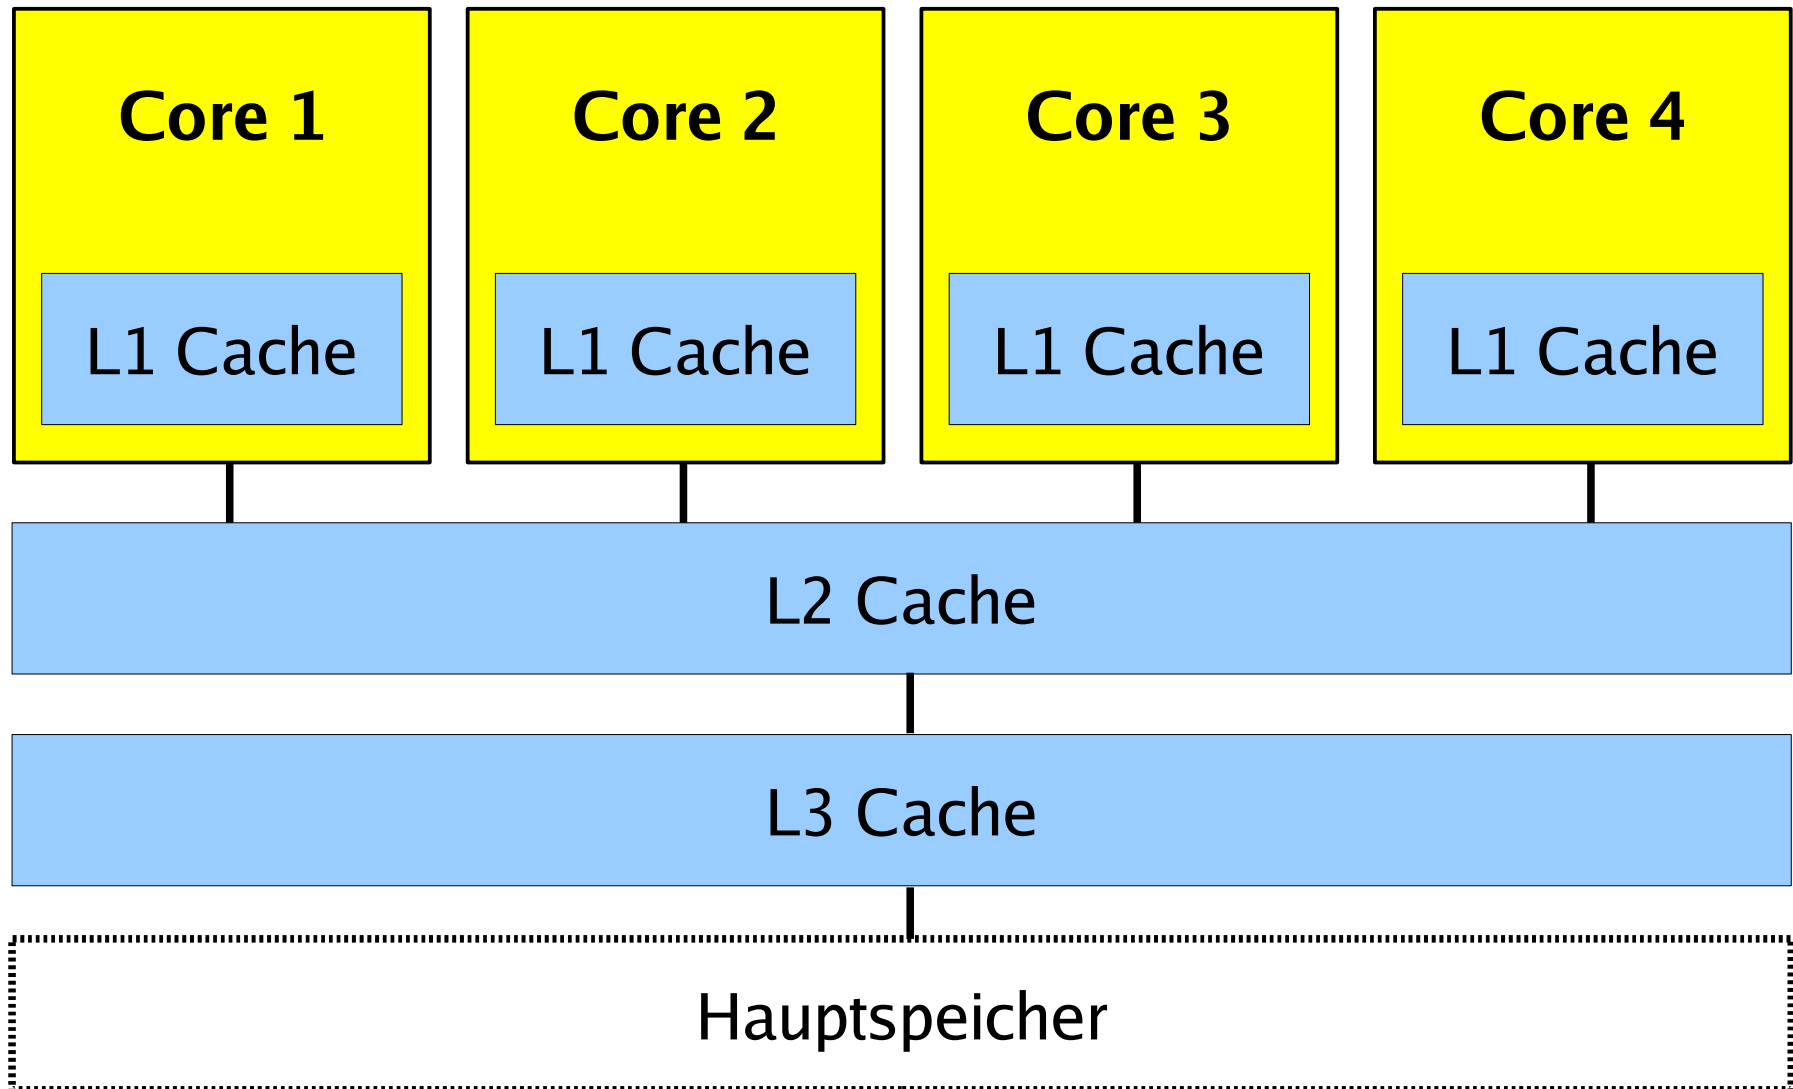 Core 1
Core 2
Core 3
Core 4
L1 Cache
L1 Cache
L1 Cache
L1 Cache
L2 Cache
L3 Cache
Hauptspeicher